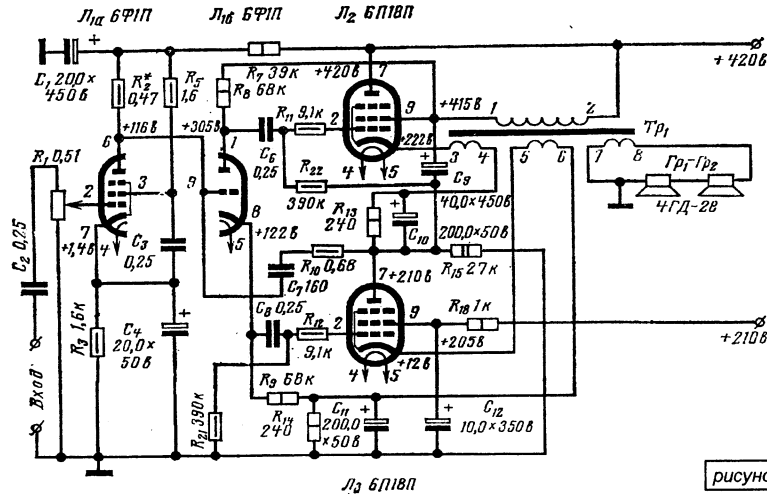 Л1а 6Ф1П
Л1б 6Ф1П
Л2 6П18П
+
C1 20,0×
450в
R2*
0,47
R5
1,6
R7 39к
R8 68к
+420в
7
+420в
+116в
+305в
R11 9,1к
2
9
+415в
1
2
Тр1
6
1
C6
0,25
+222в
3
4
5
6
7
8
Гр1-Гр2
4ГД-28
R1 0,51
2
3
9
4
5
R22
390к
C9
40,0×450в
7
+1,4в
4
C3
0,25
8
+122в
5
R13
240
+
C10
200,0×50в
C2 0,25
R10 0,68
C7 160
7
+210в
R15 27к
R3 1,6к
C4
20,0×
50в
+
C8 0,25
R12
9,1к
2
9
R18 1к
+205в
+210в
4
5
+12в
Вход
R21 390к
R9 68к
R14
240
C11
200,0
×50в
+
+
C12
10,0×350в
Л3 6П18П